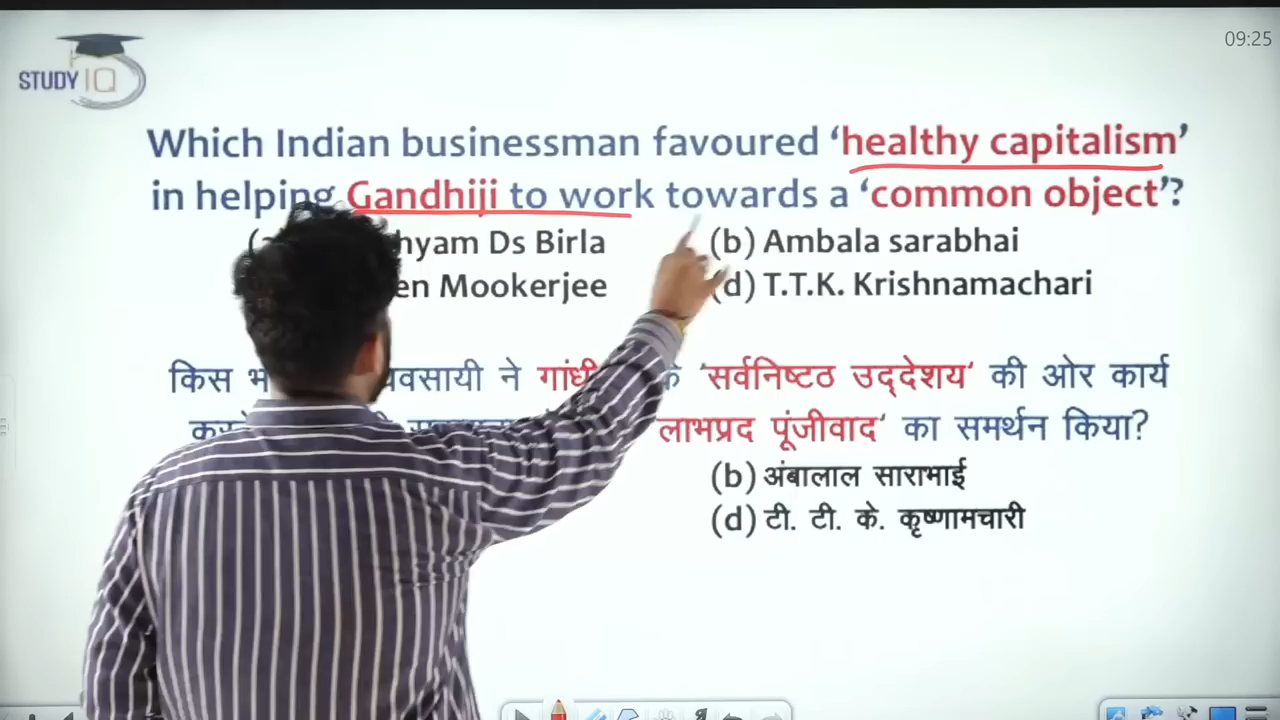 STUDY IQ
09:25
Which Indian businessman favoured ‘healthy capitalism’
in helping Gandhiji to work towards a ‘common object’?
hyam Ds Birla (b) Ambala sarabhai
en Mookerjee (d) T.T.K. Krishnamachari
किस यवसायी ने 'सर्वनिष्टठ उद्देशय' की ओर कार्य
लाभप्रद पूंजीवाद' का समर्थन किया?
(b) अंबालाल साराभाई
(d) टी. टी. के. कृष्णामचारी